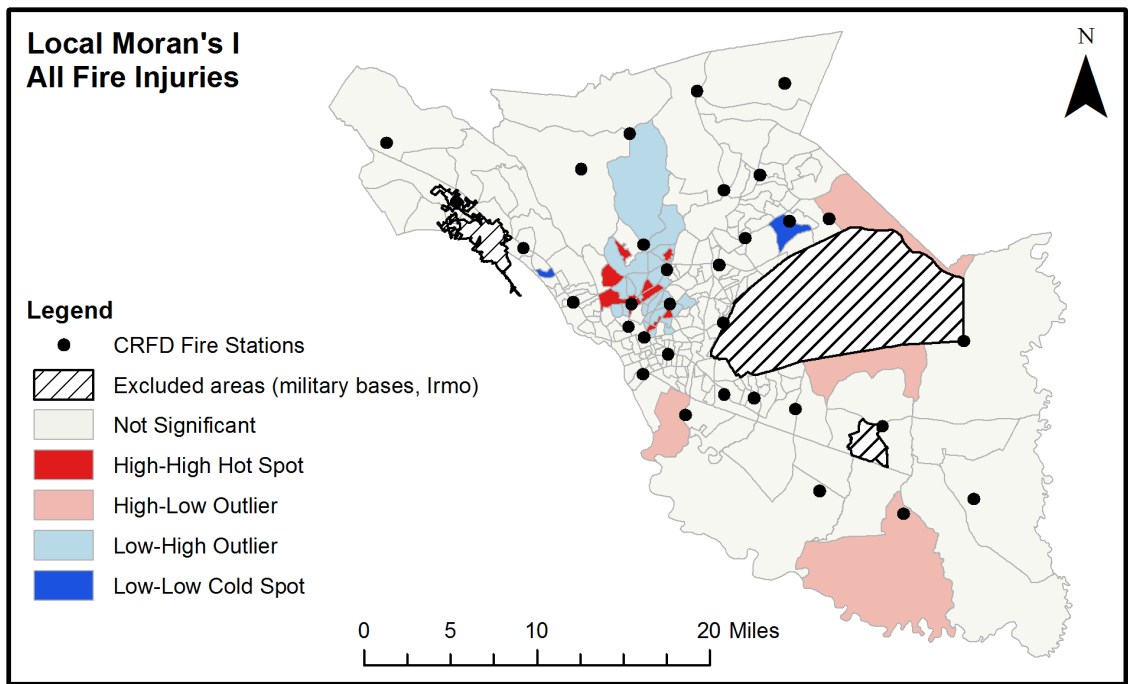 Local Moran's I
All Fire Injuries
N
Legend
CRFD Fire Stations
Excluded areas (military bases, Irmo)
Not Significant
High-High Hot Spot
High-Low Outlier
Low-High Outlier
Low-Low Cold Spot
0 5 10 20 Miles